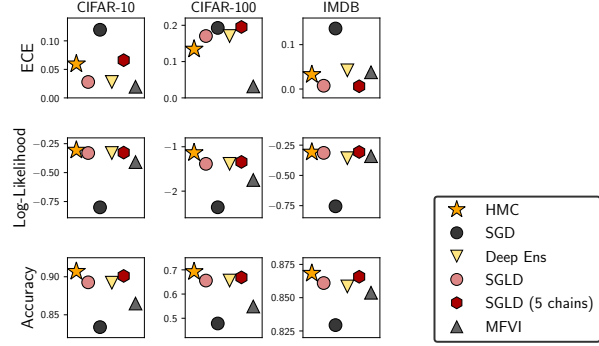 CIFAR-10 CIFAR-100 IMDB
ECE
0.10
0.05
0.00
0.2
0.1
0.0
0.1
0.0
Log-Likelihood
−0.25
−0.50
−0.75
−1
−2
−0.25
−0.50
−0.75
Accuracy
0.90
0.85
0.7
0.6
0.5
0.875
0.850
0.825
HMC
SGD
Deep Ens
SGLD
SGLD (5 chains)
MFVI